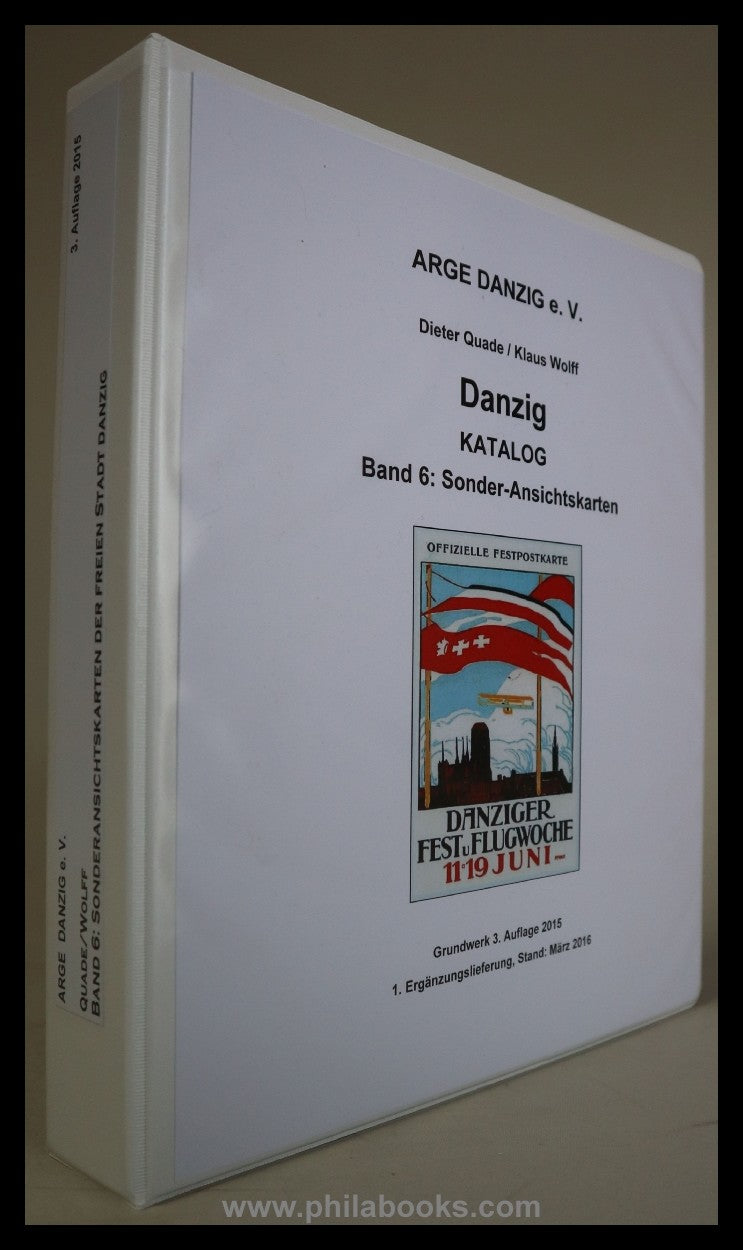 3. Auflage 2015
ARGE DANZIG e. V.
QUADE/WOLFF
BAND 6: SONDERANSICHTSKARTEN DER FREIEN STADT DANZIG
ARGE DANZIG e. V.
Dieter Quade / Klaus Wolff
Danzig
KATALOG
Band 6: Sonder-Ansichtskarten
OFFIZIELLE FESTPOSTKARTE
DANZIGER
FEST U FLUGWOCHE
11-19 JUNI
Grundwerk 3. Auflage 2015
1. Ergänzungslieferung, Stand: März 2016
www.philabooks.com